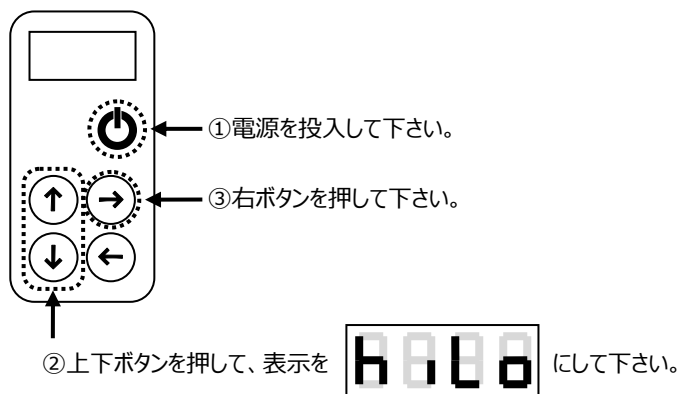 ①電源を投入して下さい。
③右ボタンを押して下さい。
②上下ボタンを押して、表示を hiLo にして下さい。